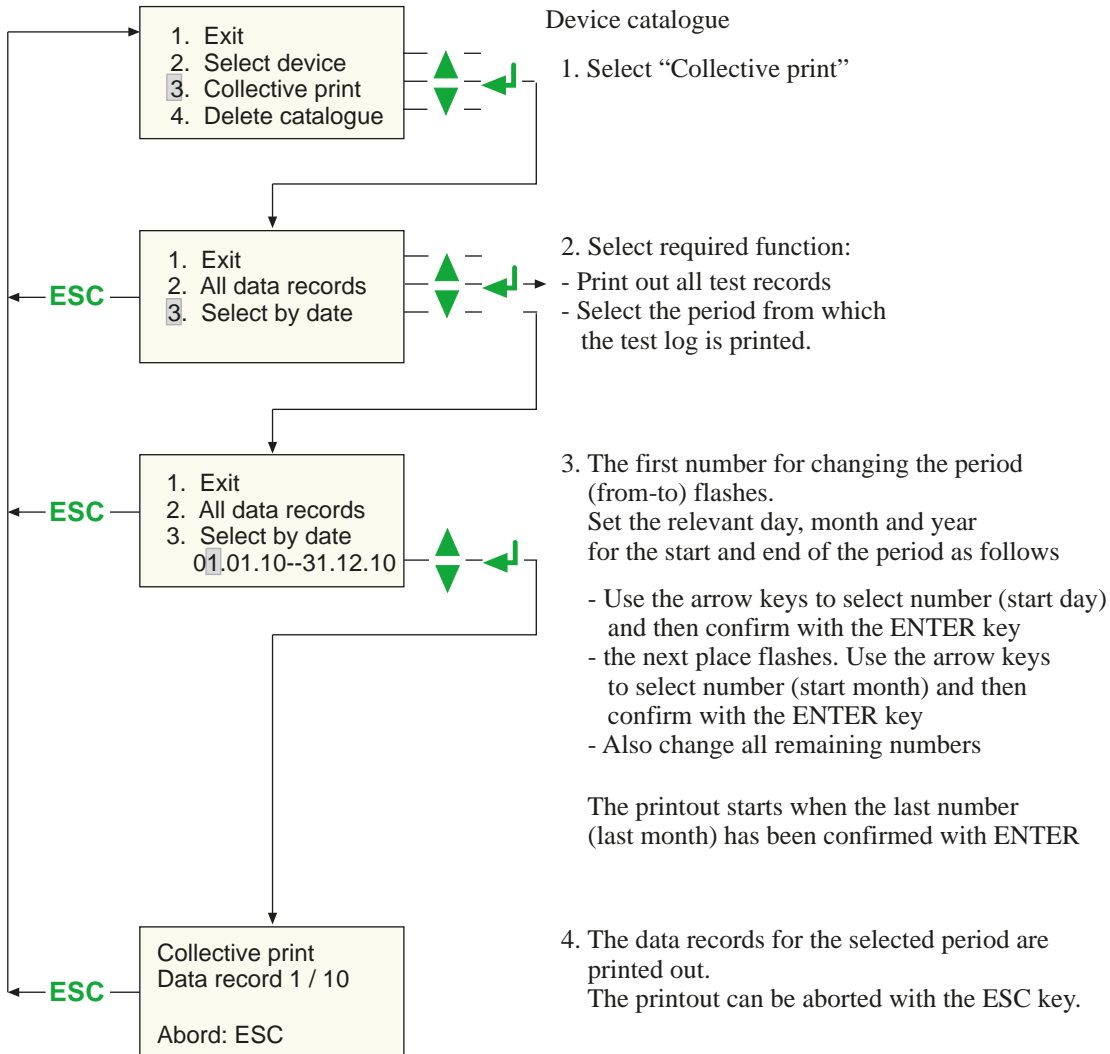 Device catalogue
1. Exit
2. Select device
3. Collective print
4. Delete catalogue
1. Select “Collective print”
1. Exit
2. All data records
3. Select by date
ESC
2. Select required function:
- Print out all test records
- Select the period from which
the test log is printed.
1. Exit
2. All data records
3. Select by date
01.01.10--31.12.10
ESC
3. The first number for changing the period
(from-to) flashes.
Set the relevant day, month and year
for the start and end of the period as follows
- Use the arrow keys to select number (start day)
and then confirm with the ENTER key
- the next place flashes. Use the arrow keys
to select number (start month) and then
confirm with the ENTER key
- Also change all remaining numbers
The printout starts when the last number
(last month) has been confirmed with ENTER
Collective print
Data record 1 / 10
Abord: ESC
ESC
4. The data records for the selected period are
printed out.
The printout can be aborted with the ESC key.